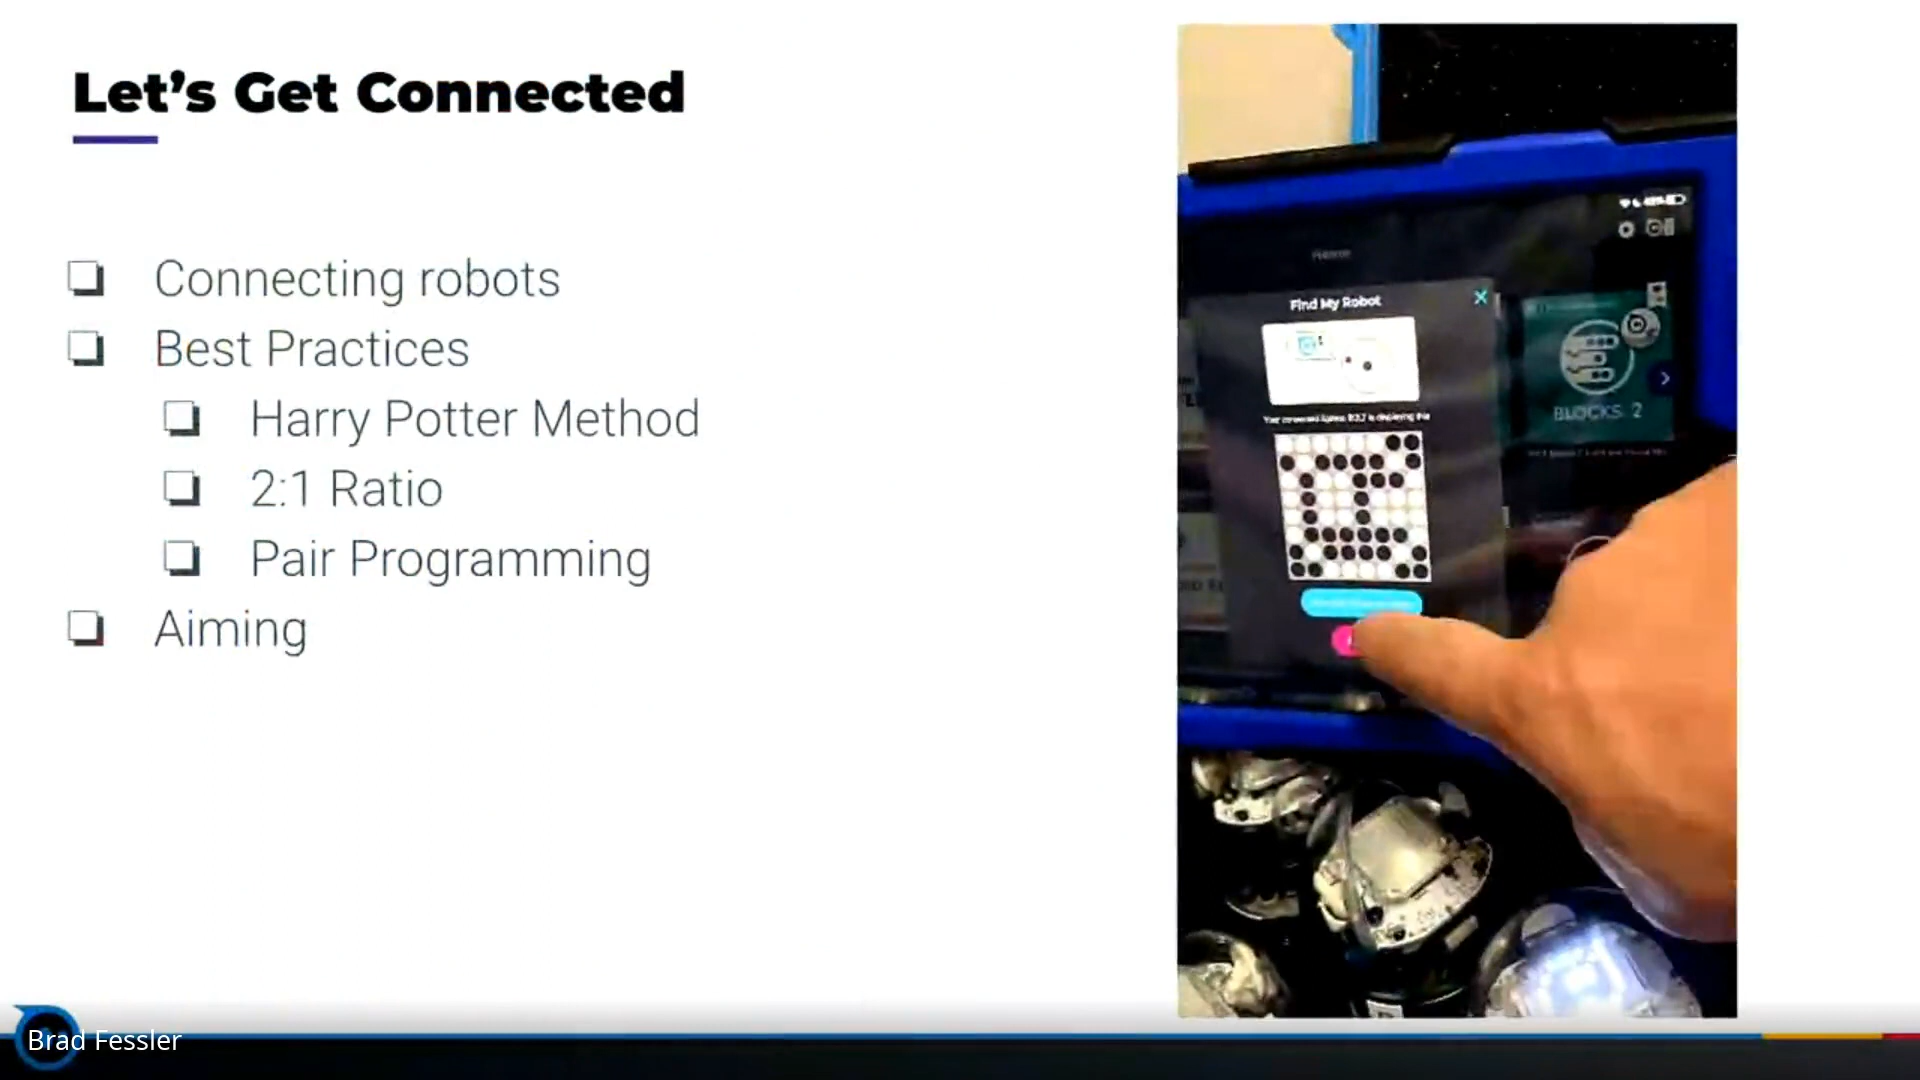 Let's Get Connected
Connecting robots
Best Practices
Harry Potter Method
2:1 Ratio
Pair Programming
Aiming
Find My Robot
BLOCKS 2
Brad Fessler